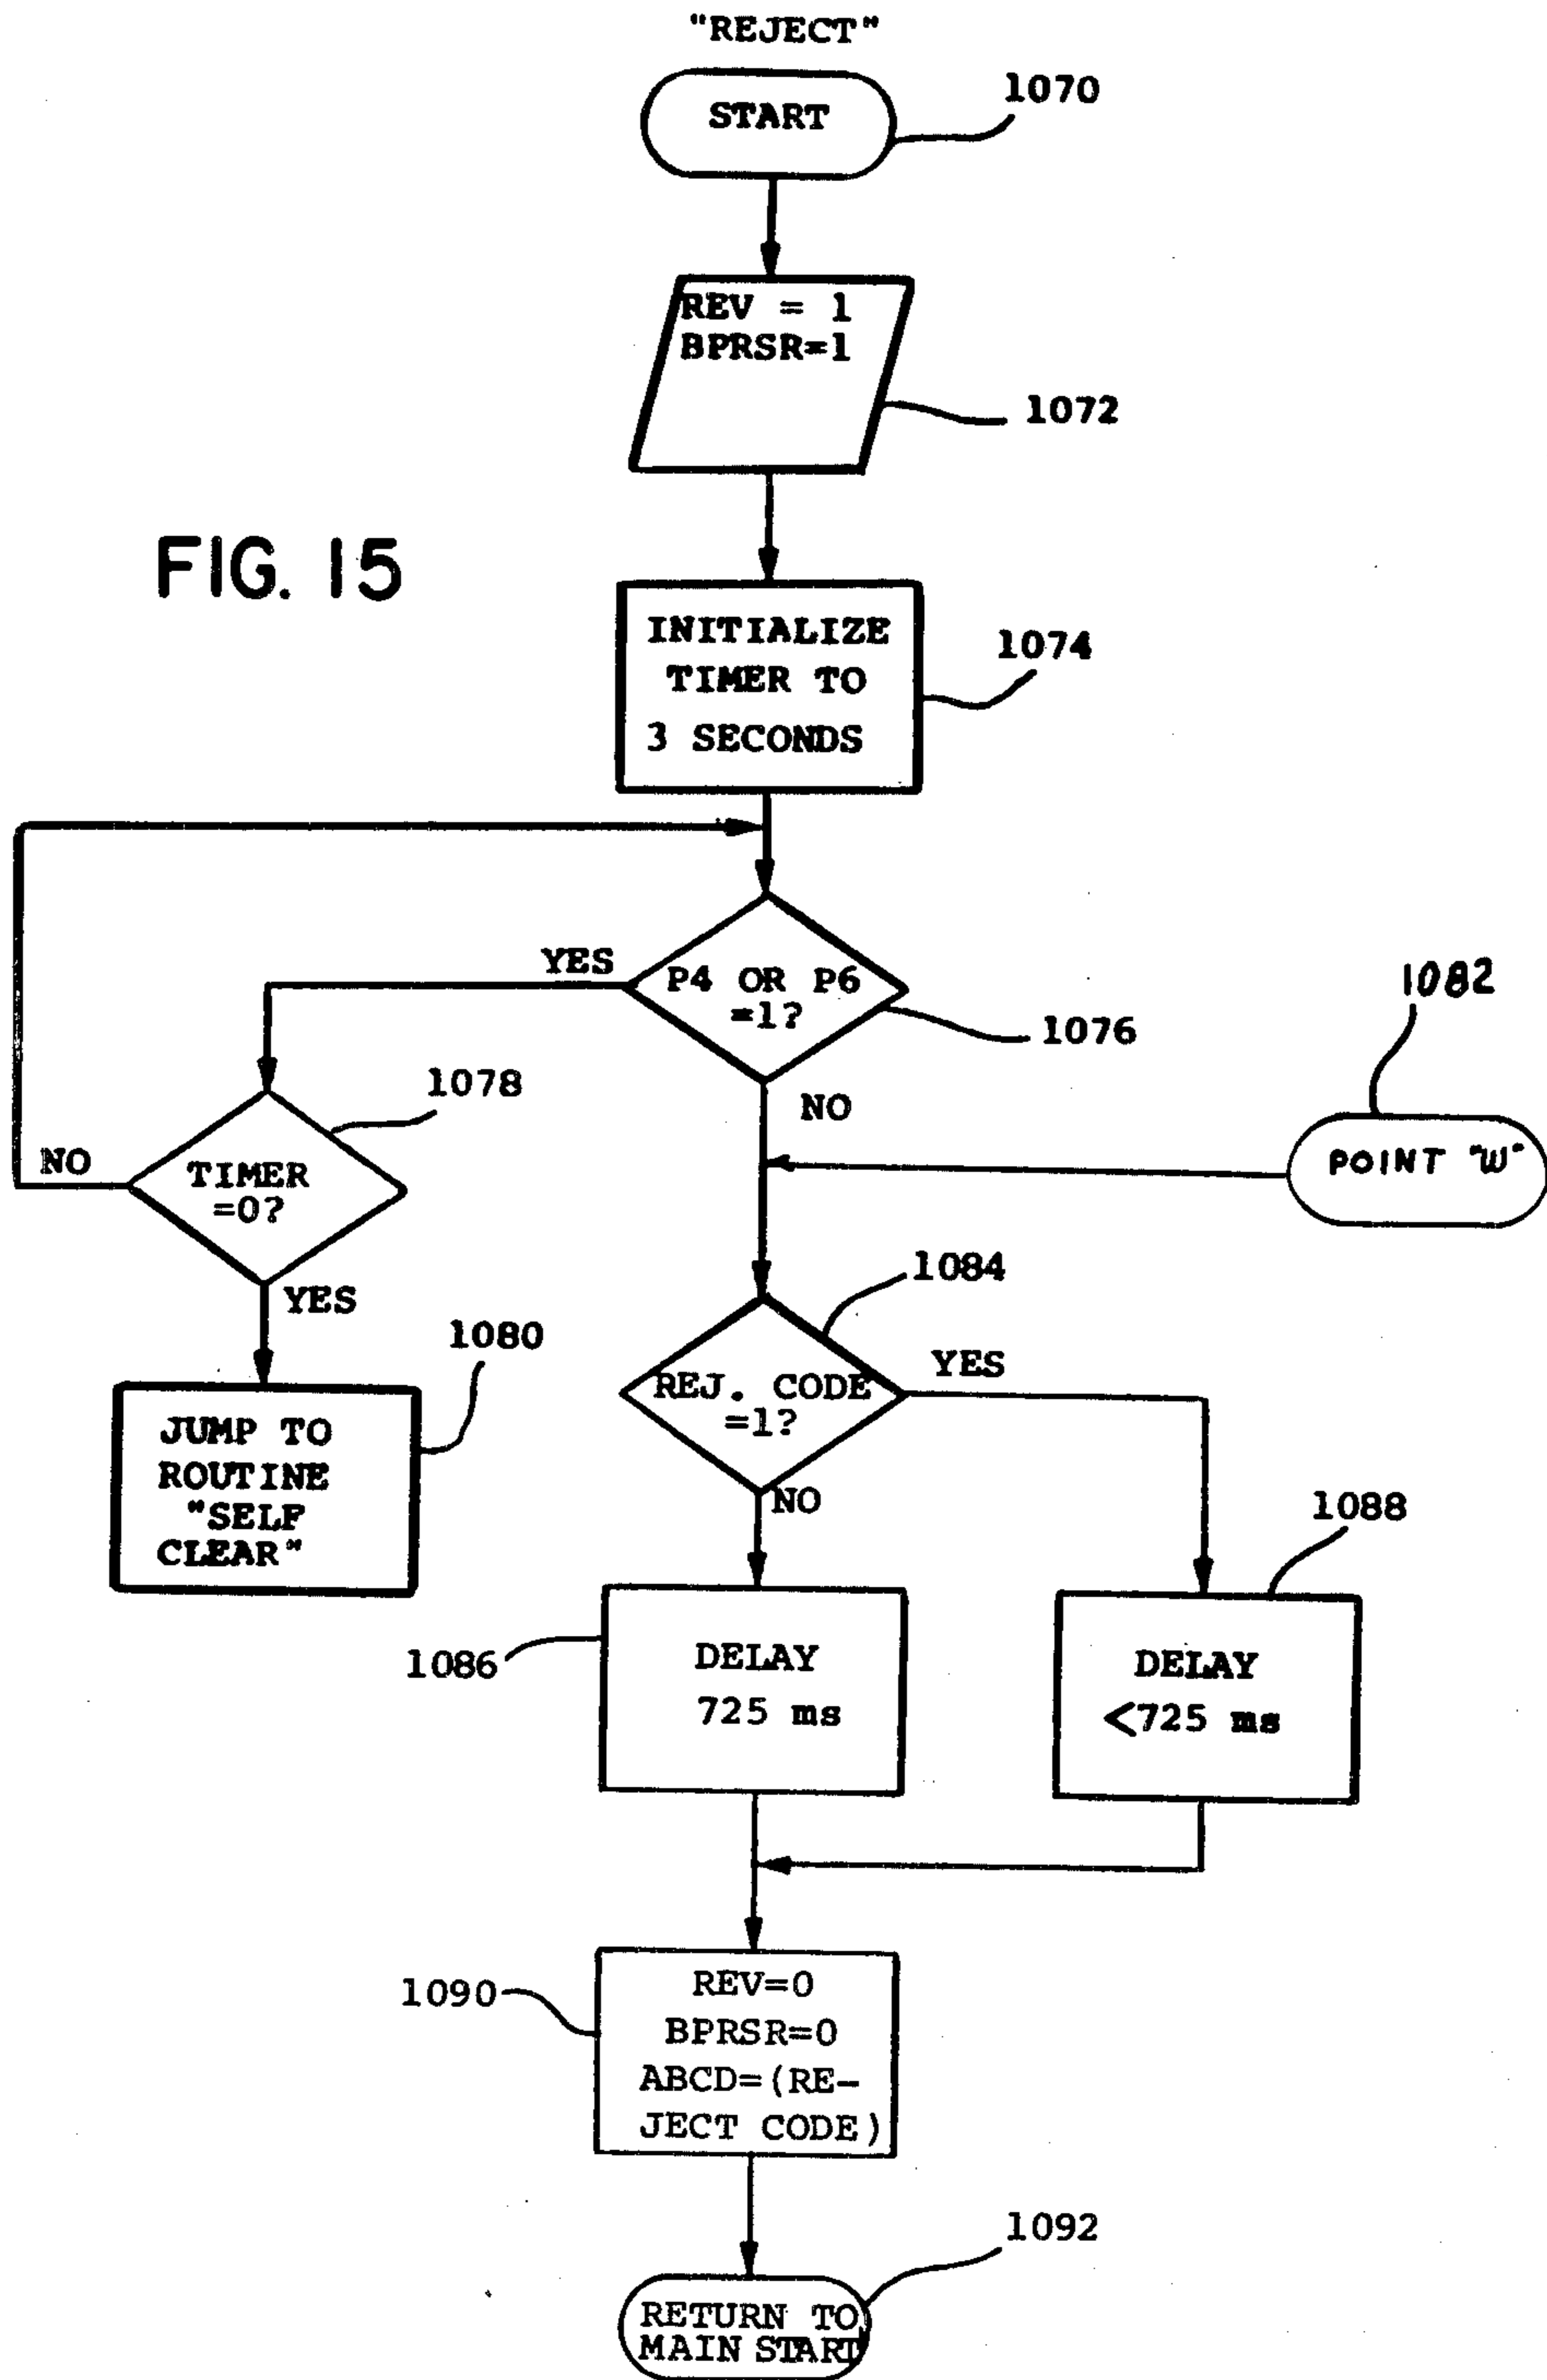 "REJECT"
START
1070
REV = 1
BPRSR=1
1072
FIG. 15
INITIALIZE
TIMER TO
3 SECONDS
1074
YES
P4 OR P6
=1?
1076
1082
POINT "W"
NO
1078
NO
TIMER
=0?
YES
1080
JUMP TO
ROUTINE
"SELF
CLEAR"
1084
REJ. CODE
=1?
YES
NO
1086
DELAY
725 ms
1088
DELAY
<725 ms
1090
REV=0
BPRSR=0
ABCD=(RE-
JECT CODE)
1092
RETURN TO
MAIN START